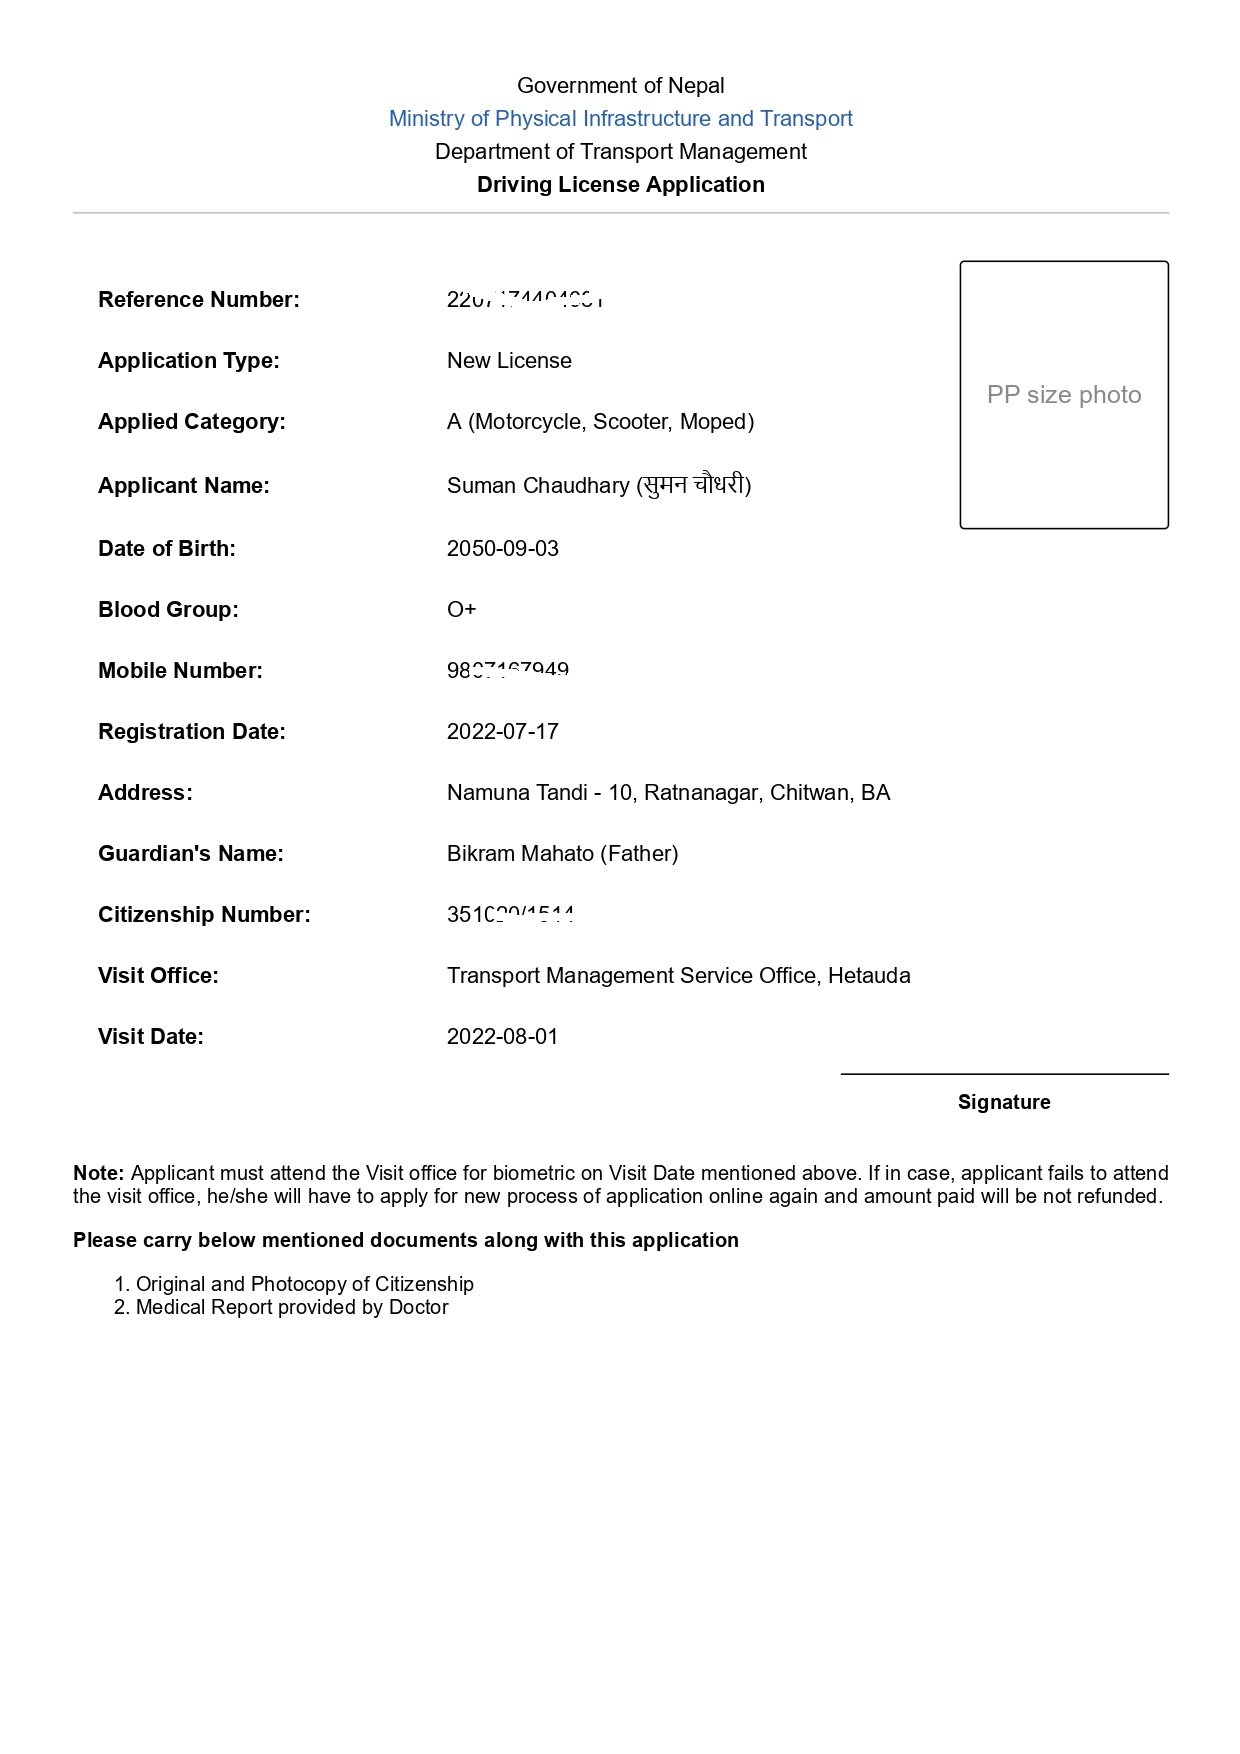 Government of Nepal
Ministry of Physical Infrastructure and Transport
Department of Transport Management
Driving License Application
PP size photo
Reference Number:
Application Type: New License
Applied Category: A (Motorcycle, Scooter, Moped)
Applicant Name: Suman Chaudhary (सुमन चौधरी)
Date of Birth: 2050-09-03
Blood Group: O+
Mobile Number:
Registration Date: 2022-07-17
Address: Namuna Tandi - 10, Ratnanagar, Chitwan, BA
Guardian's Name: Bikram Mahato (Father)
Citizenship Number:
Visit Office: Transport Management Service Office, Hetauda
Visit Date: 2022-08-01
Signature
Note: Applicant must attend the Visit office for biometric on Visit Date mentioned above. If in case, applicant fails to attend
the visit office, he/she will have to apply for new process of application online again and amount paid will be not refunded.
Please carry below mentioned documents along with this application
1. Original and Photocopy of Citizenship
2. Medical Report provided by Doctor